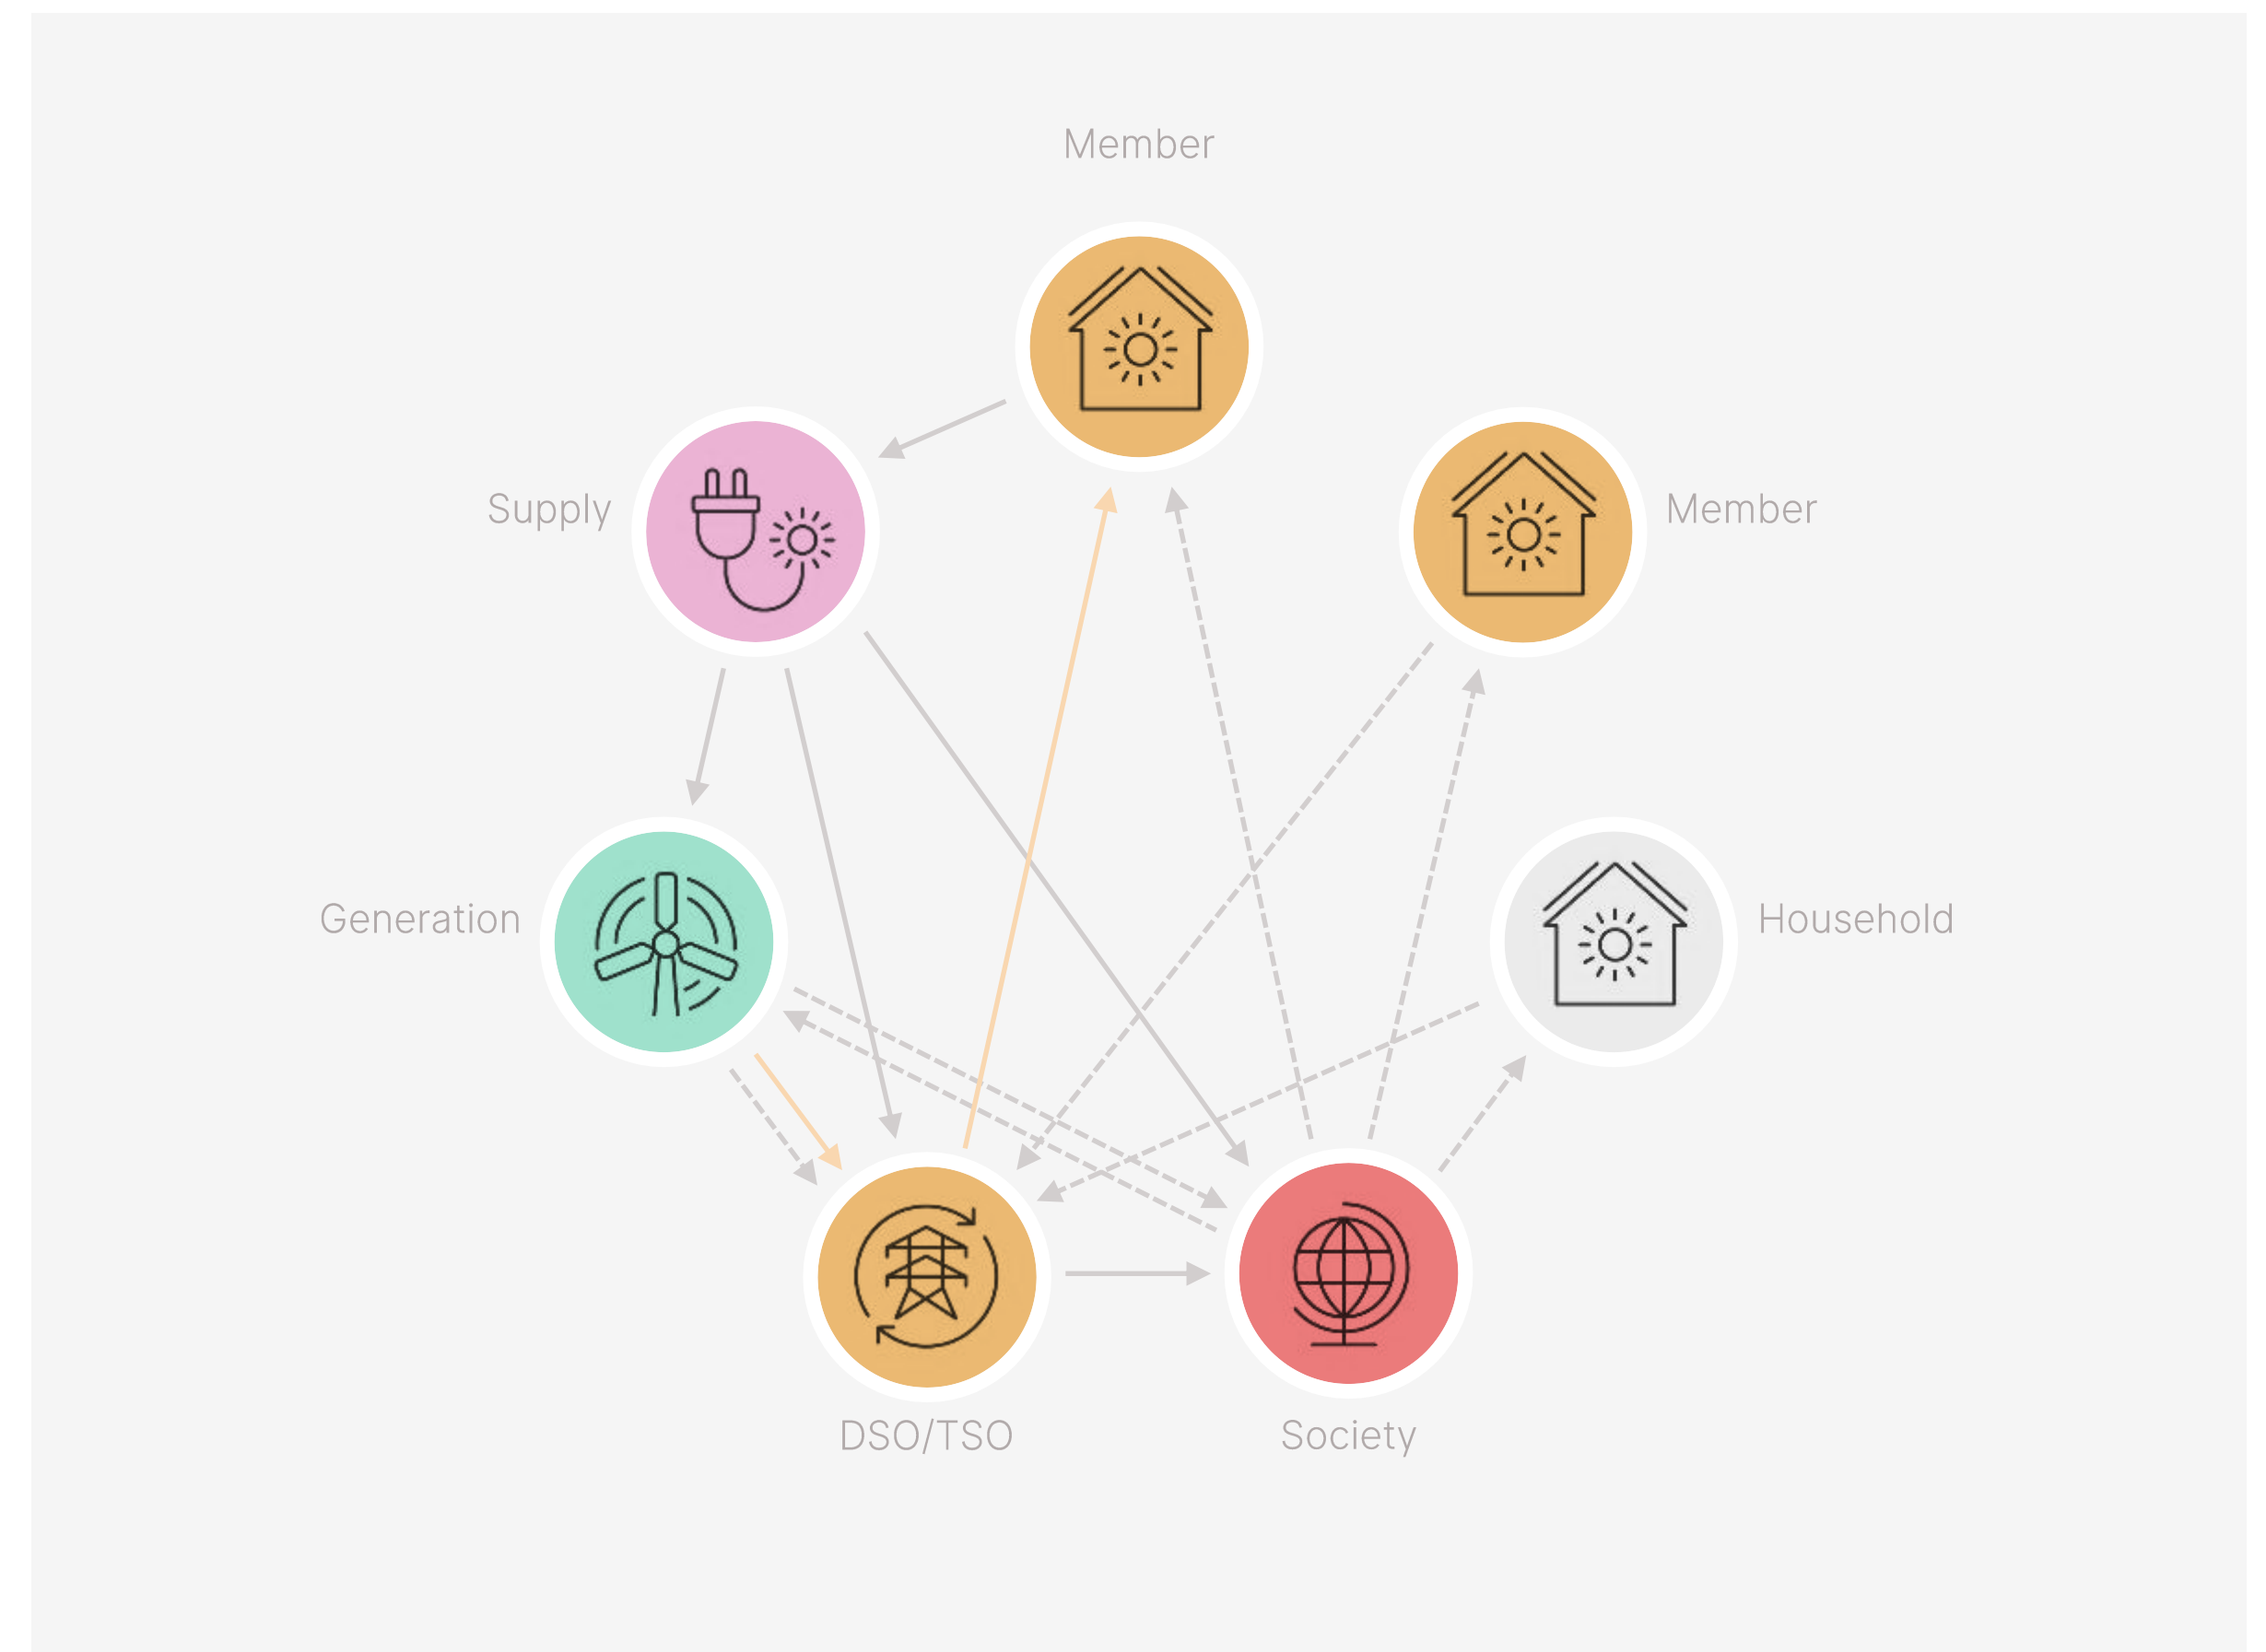 Member
Supply
Member
Generation
Household
DSO/TSO
Society